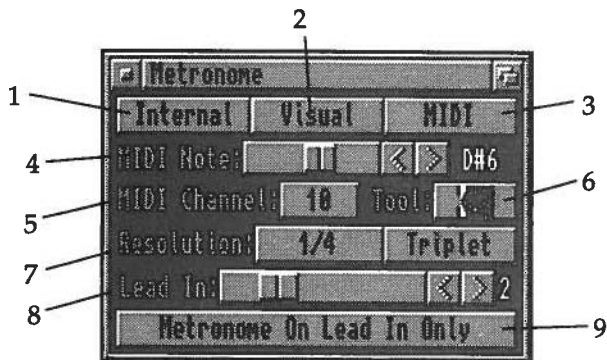 2
Metronome
1 Internal Visual MIDI 3
4 MIDI Note: D#6
5 MIDI Channel: 10 Tool: 6
7 Resolution: 1/4 Triplet
8 Lead In: 2
Metronome On Lead In Only 9